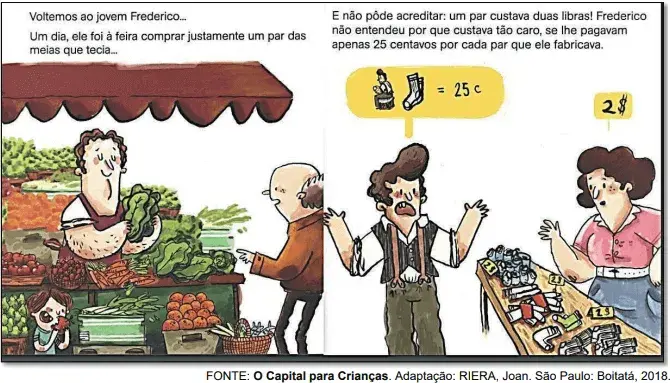 Voltemos ao jovem Frederico...
Um dia, ele foi à feira comprar justamente um par das
meias que tecia...
E não pôde acreditar: um par custava duas libras! Frederico
não entendeu por que custava tão caro, se lhe pagavam
apenas 25 centavos por cada par que ele fabricava.
= 25 c
2$
FONTE: O Capital para Crianças. Adaptação: RIERA, Joan. São Paulo: Boitatá, 2018.